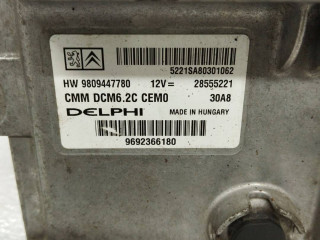 5221SA80301062
HW 9809447780 12V= 28555221
CMM DCM6.2C CEM0 30A8
DELPHI MADE IN HUNGARY
9692366180